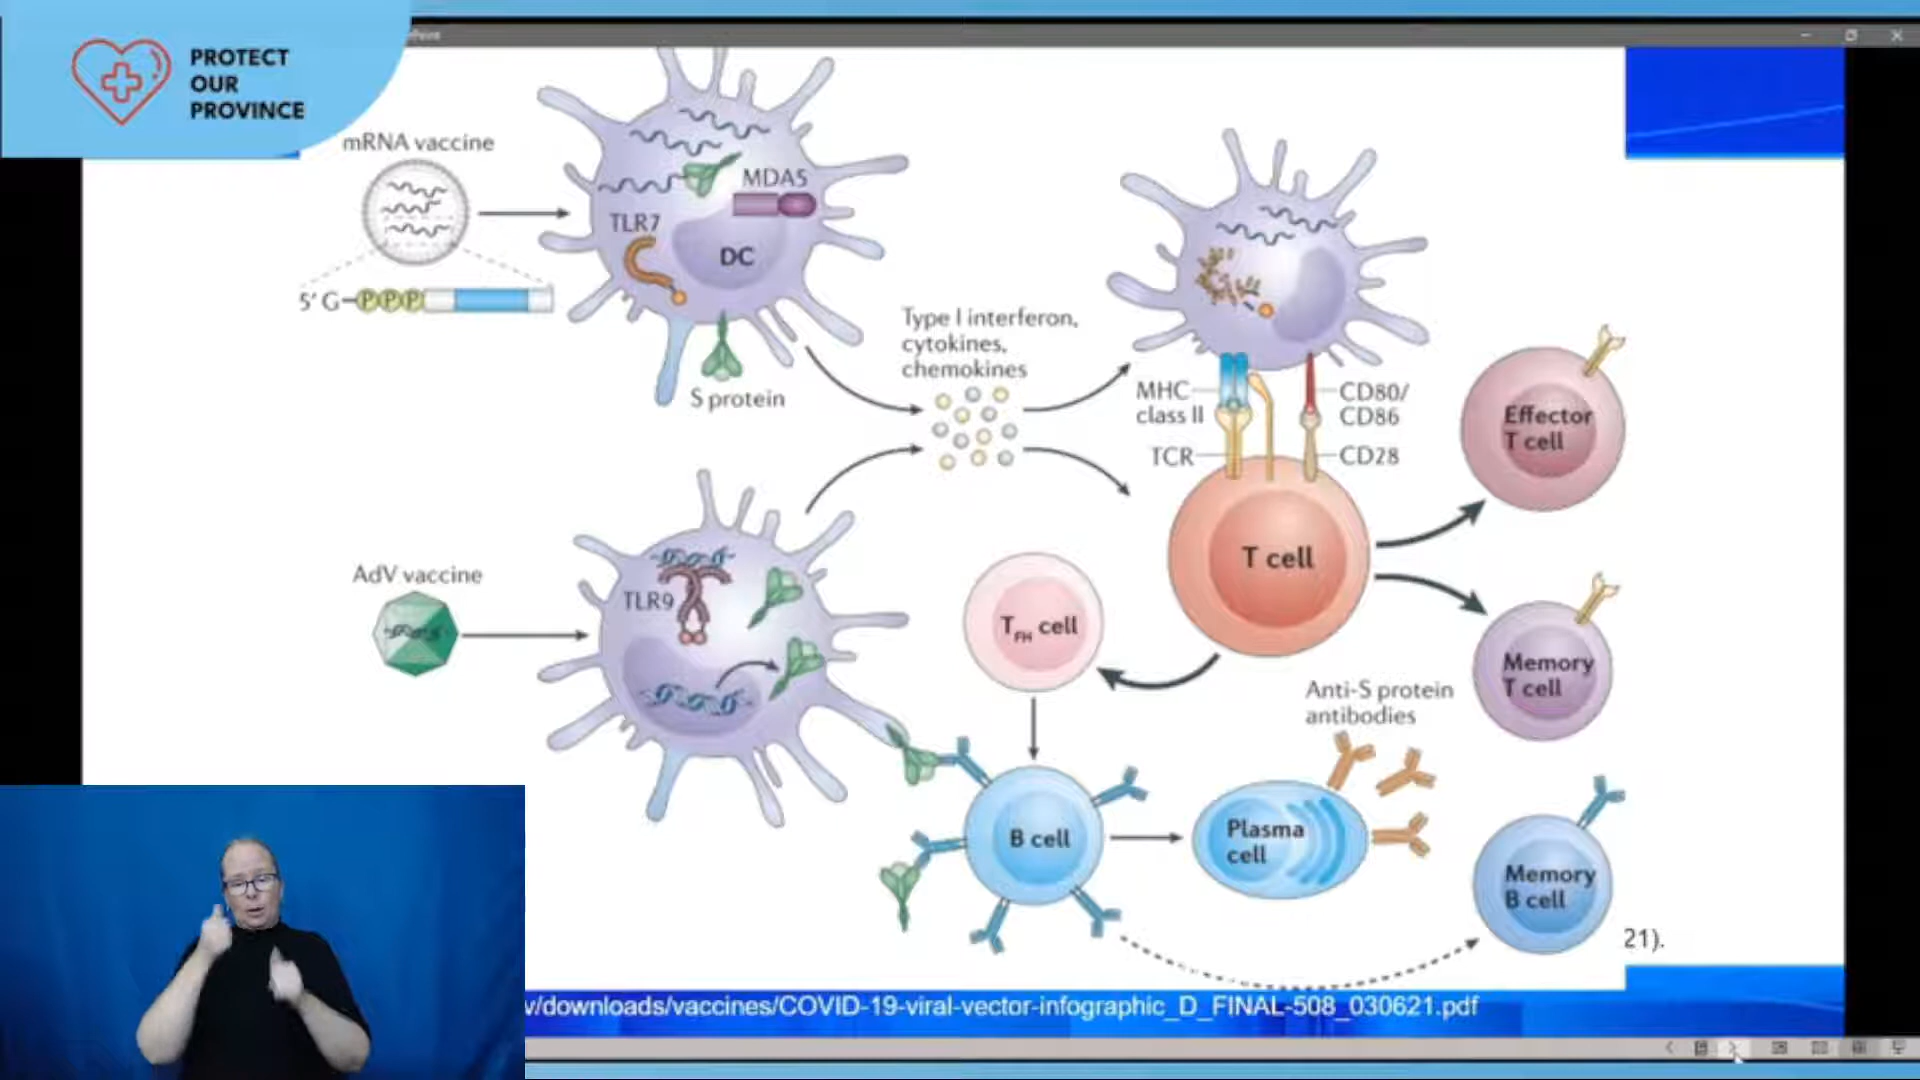 PROTECT
OUR
PROVINCE
mRNA vaccine
MDA5
TLR7
DC
5' G
P P P
S protein
Type I interferon,
cytokines,
chemokines
MHC
class II
TCR
CD80/
CD86
CD28
Effector
T cell
T cell
AdV vaccine
TLR9
TFH cell
Memory
T cell
Anti-S protein
antibodies
B cell
Plasma
cell
Memory
B cell
21).
v/downloads/vaccines/COVID-19-viral-vector-infographic_D_FINAL-508_030621.pdf